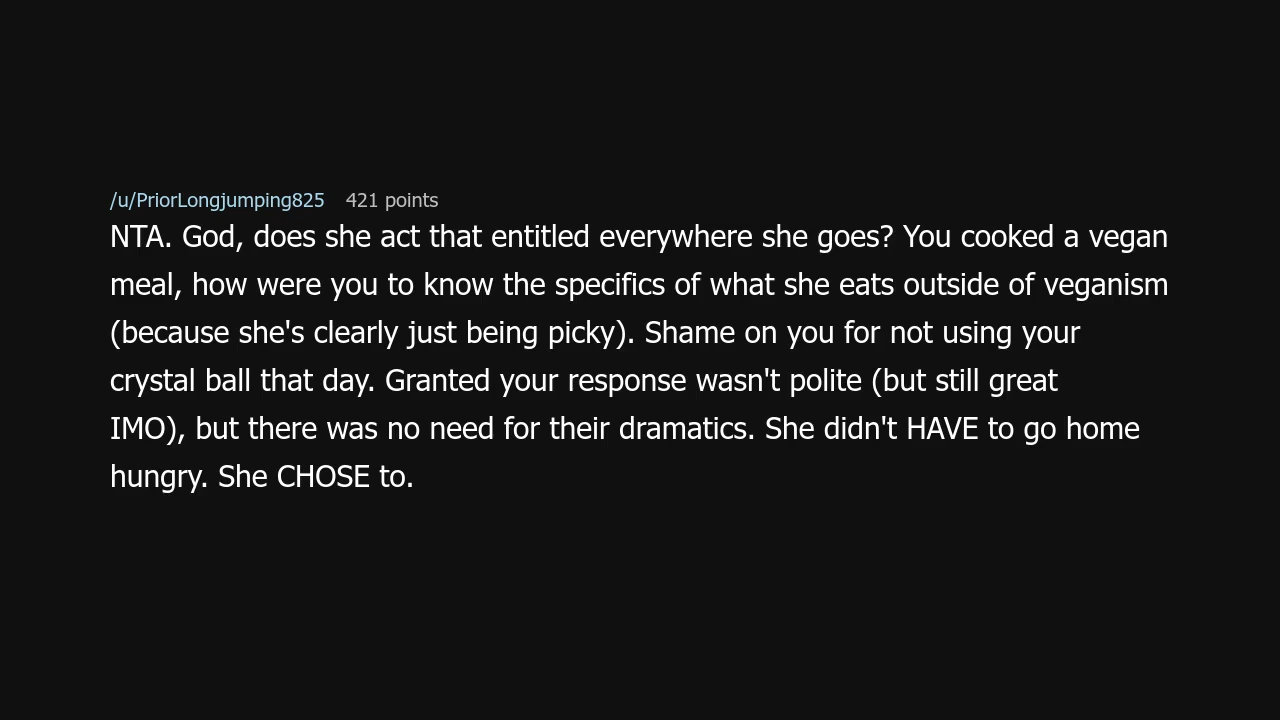 /u/PriorLongjumping825 421 points
NTA. God, does she act that entitled everywhere she goes? You cooked a vegan
meal, how were you to know the specifics of what she eats outside of veganism
(because she's clearly just being picky). Shame on you for not using your
crystal ball that day. Granted your response wasn't polite (but still great
IMO), but there was no need for their dramatics. She didn't HAVE to go home
hungry. She CHOSE to.